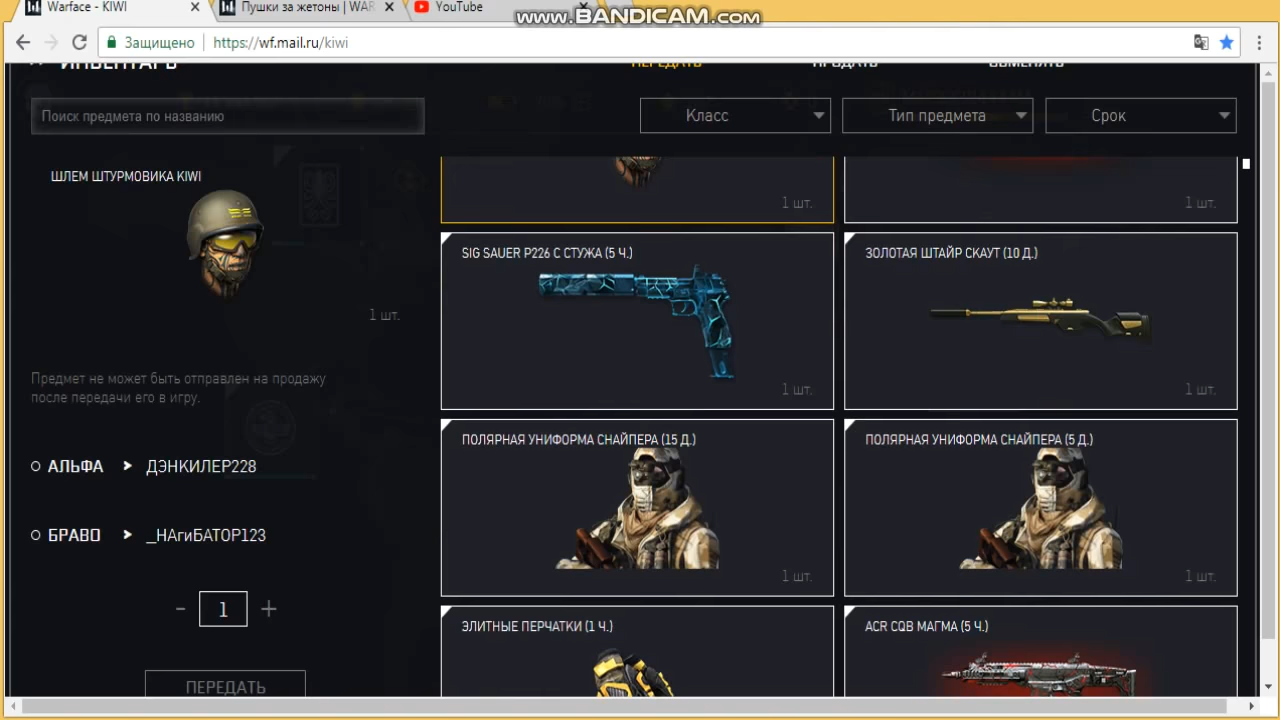 Warface - KIWI
Пушки за жетоны | WAR
YouTube
www.BANDICAM.com
Защищено
https://wf.mail.ru/kiwi
ИНВЕНТАРЬ
ПЕРЕДАТЬ
ПРОДАТЬ
ОБМЕНЯТЬ
Поиск предмета по названию
Класс
Тип предмета
Срок
ШЛЕМ ШТУРМОВИКА KIWI
1 шт.
1 шт.
1 шт.
SIG SAUER P226 C СТУЖА (5 Ч.)
1 шт.
ЗОЛОТАЯ ШТАЙР СКАУТ (10 Д.)
1 шт.
Предмет не может быть отправлен на продажу
после передачи его в игру.
ПОЛЯРНАЯ УНИФОРМА СНАЙПЕРА (15 Д.)
1 шт.
ПОЛЯРНАЯ УНИФОРМА СНАЙПЕРА (5 Д.)
1 шт.
АЛЬФА ДЭНКИЛЕР228
БРАВО _НАгиБАТОР123
- 1 +
ПЕРЕДАТЬ
ЭЛИТНЫЕ ПЕРЧАТКИ (1 Ч.)
ACR CQB МАГМА (5 Ч.)